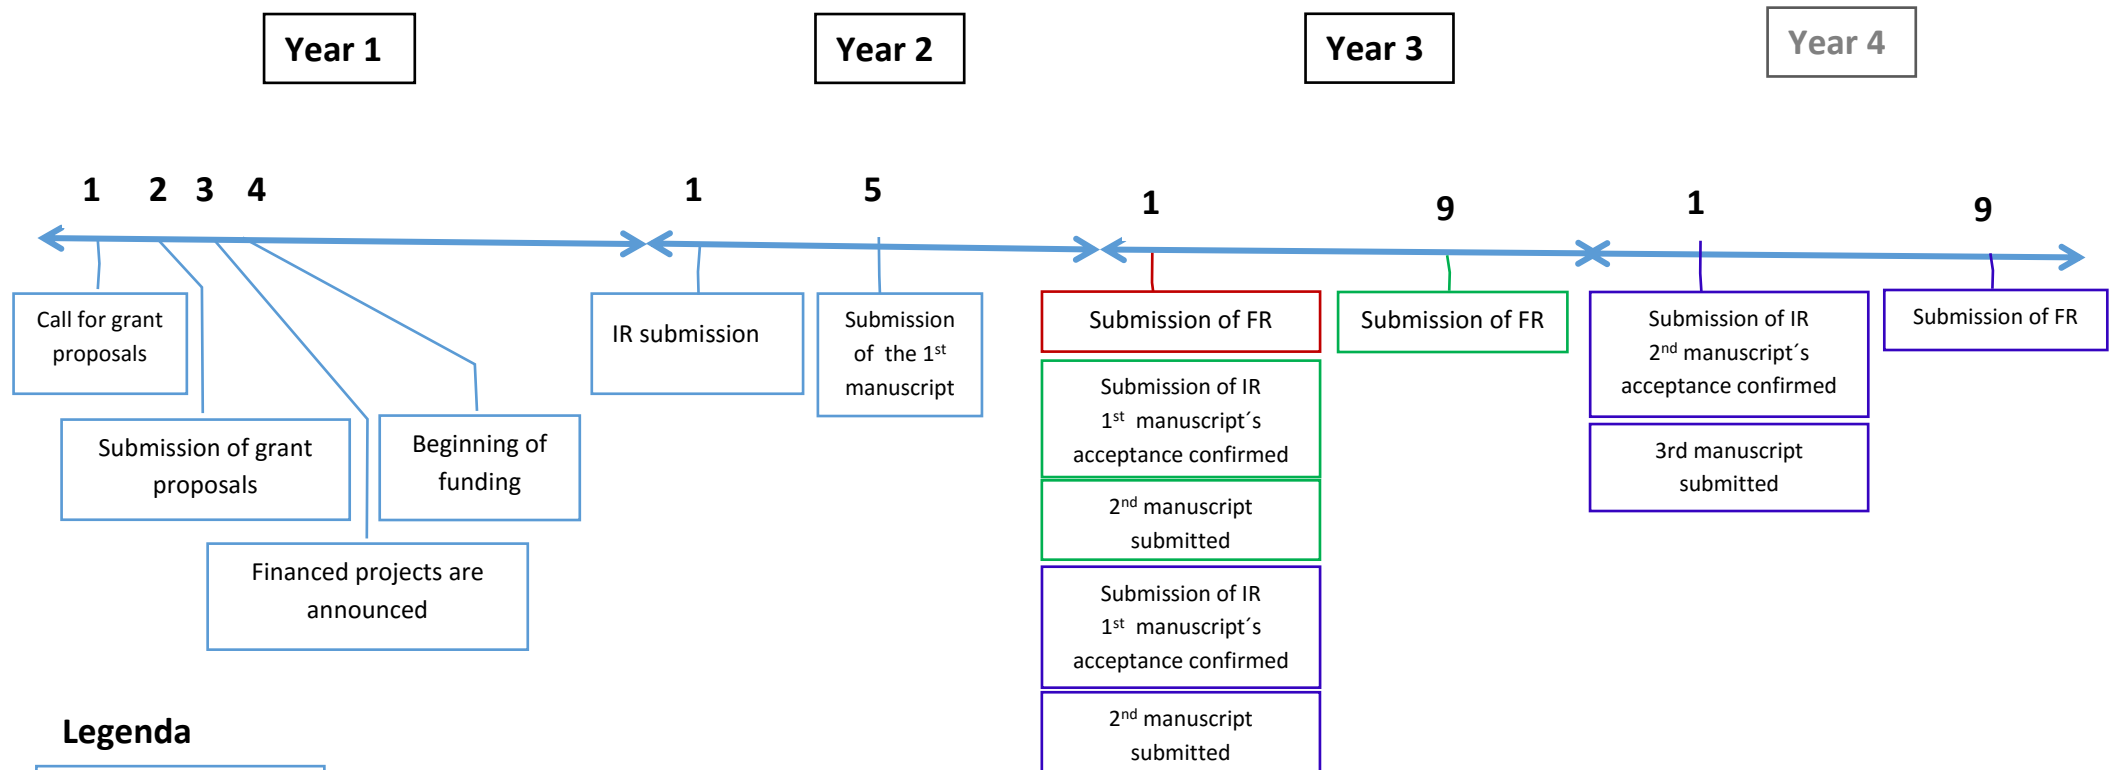 Year 1
Year 2
Year 3
Year 4
1
2
3
4
1
5
1
9
1
9
Call for grant
proposals
Submission of grant
proposals
Financed projects are
announced
Beginning of
funding
IR submission
Submission
of the 1st
manuscript
Submission of FR
Submission of IR
1st manuscript´s
acceptance confirmed
2nd manuscript
submitted
Submission of IR
1st manuscript´s
acceptance confirmed
2nd manuscript
submitted
Submission of FR
Submission of IR
2nd manuscript´s
acceptance confirmed
3rd manuscript
submitted
Submission of FR
Legenda